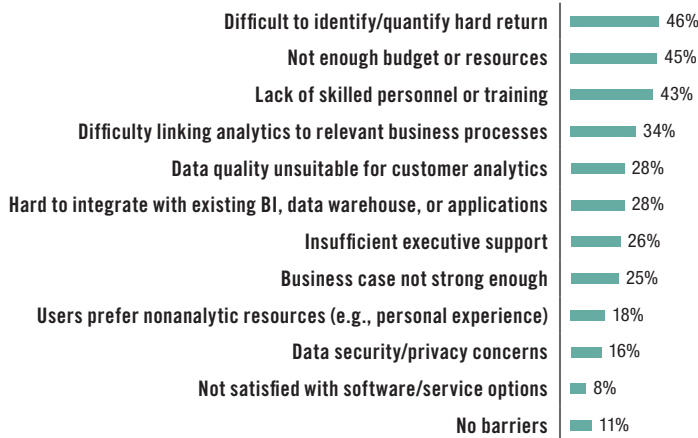 Difficult to identify/quantify hard return 46%
Not enough budget or resources 45%
Lack of skilled personnel or training 43%
Difficulty linking analytics to relevant business processes 34%
Data quality unsuitable for customer analytics 28%
Hard to integrate with existing BI, data warehouse, or applications 28%
Insufficient executive support 26%
Business case not strong enough 25%
Users prefer nonanalytic resources (e.g., personal experience) 18%
Data security/privacy concerns 16%
Not satisfied with software/service options 8%
No barriers 11%